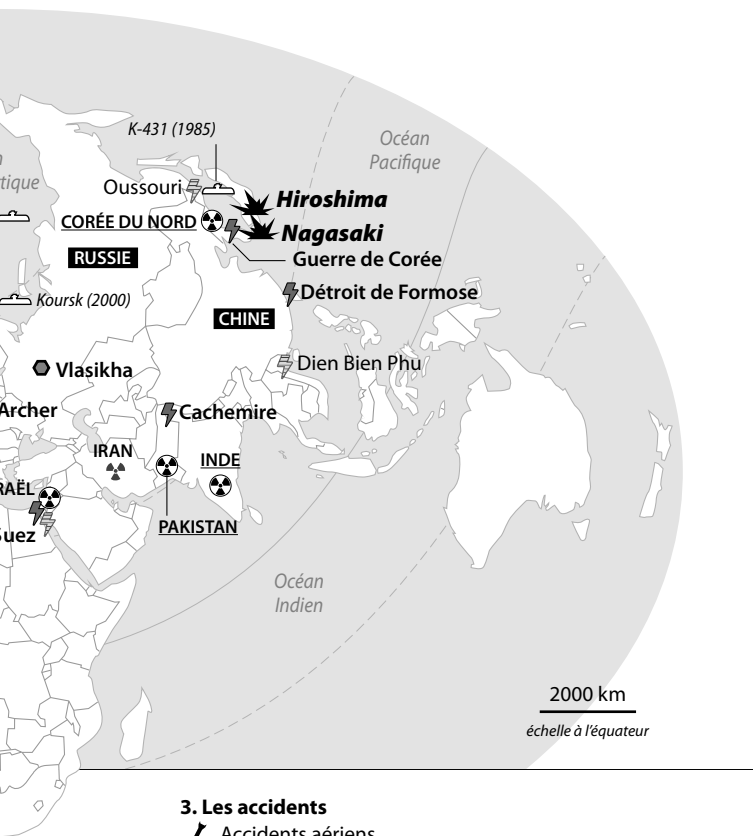 K-431 (1985)
Océan
Pacifique
tique
Oussouri
Hiroshima
CORÉE DU NORD
Nagasaki
RUSSIE
Guerre de Corée
Koursk (2000)
Détroit de Formose
CHINE
Vlasikha
Dien Bien Phu
Archer
Cachemire
IRAN
INDE
RAËL
PAKISTAN
Suez
Océan
Indien
2000 km
échelle à l’équateur
3. Les accidents
Accidents aériens